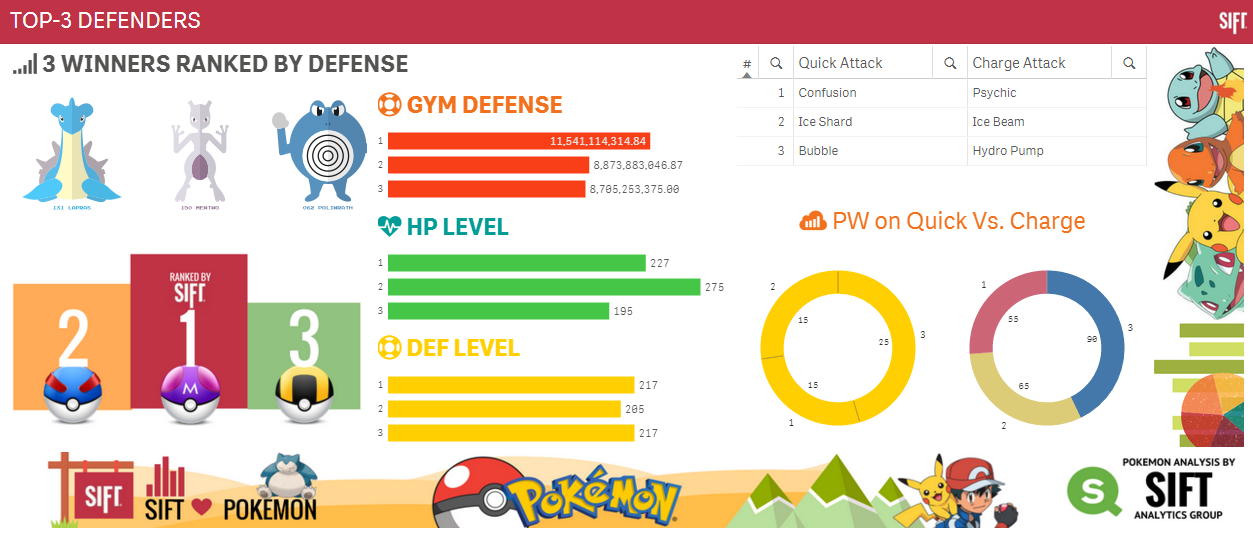 TOP-3 DEFENDERS
SIFT
3 WINNERS RANKED BY DEFENSE
131 LAPRAS
150 MEWTWO
062 POLIWRATH
RANKED BY
SIFT
2
1
3
M
GYM DEFENSE
1 11,541,114,314.84
2 8,873,883,046.87
3 8,705,253,375.00
HP LEVEL
1 227
2 275
3 195
DEF LEVEL
1 217
2 205
3 217
# Quick Attack Charge Attack
1 Confusion Psychic
2 Ice Shard Ice Beam
3 Bubble Hydro Pump
PW on Quick Vs. Charge
2
15
3
25
15
1
1
55
3
90
65
2
SIFT
SIFT POKEMON
POKéMON
S
POKEMON ANALYSIS BY
SIFT
ANALYTICS GROUP